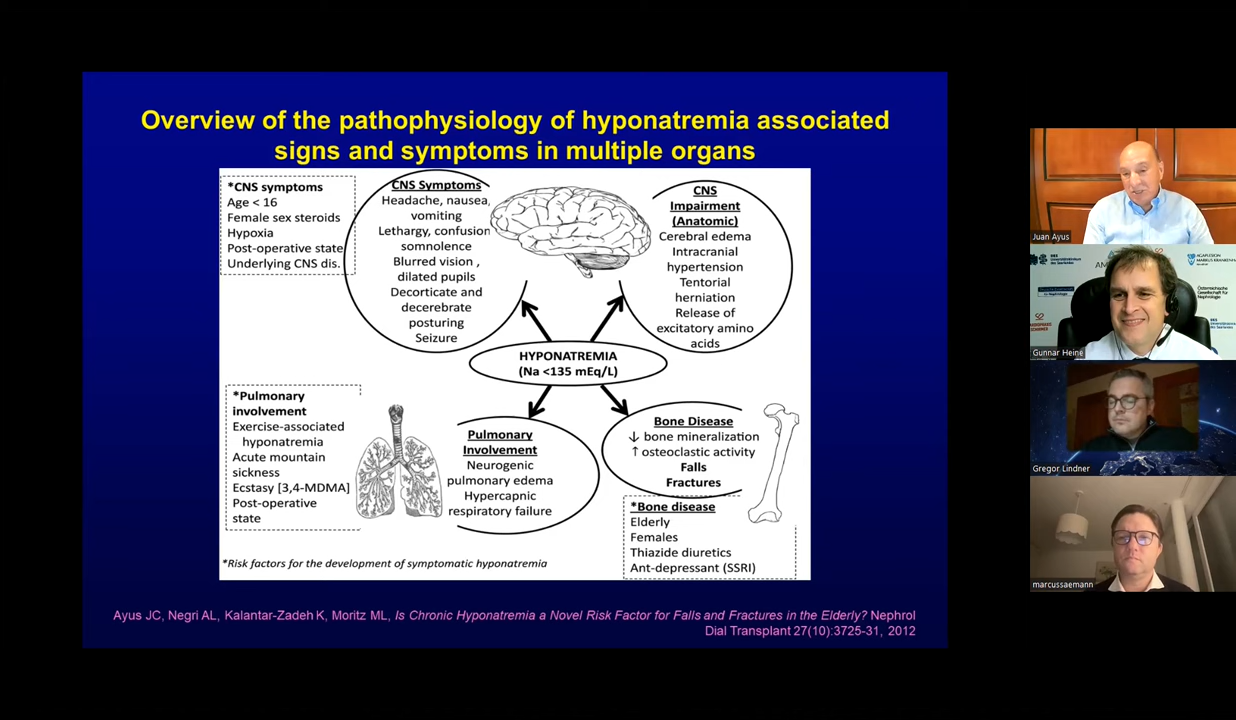 Overview of the pathophysiology of hyponatremia associated
signs and symptoms in multiple organs
*CNS symptoms
Age < 16
Female sex steroids
Hypoxia
Post-operative state
Underlying CNS dis.
CNS Symptoms
Headache, nausea,
vomiting
Lethargy, confusion
somnolence
Blurred vision ,
dilated pupils
Decorticate and
decerebrate
posturing
Seizure
CNS
Impairment
(Anatomic)
Cerebral edema
Intracranial
hypertension
Tentorial
herniation
Release of
excitatory amino
acids
HYPONATREMIA
(Na <135 mEq/L)
*Pulmonary
involvement
Exercise-associated
hyponatremia
Acute mountain
sickness
Ecstasy [3,4-MDMA]
Post-operative
state
Pulmonary
Involvement
Neurogenic
pulmonary edema
Hypercapnic
respiratory failure
Bone Disease
↓ bone mineralization
↑ osteoclastic activity
Falls
Fractures
*Bone disease
Elderly
Females
Thiazide diuretics
Ant-depressant (SSRI)
*Risk factors for the development of symptomatic hyponatremia
Ayus JC, Negri AL, Kalantar-Zadeh K, Moritz ML, Is Chronic Hyponatremia a Novel Risk Factor for Falls and Fractures in the Elderly? Nephrol
Dial Transplant 27(10):3725-31, 2012
Juan Ayus
Gunnar Heine
Gregor Lindner
marcussaemann